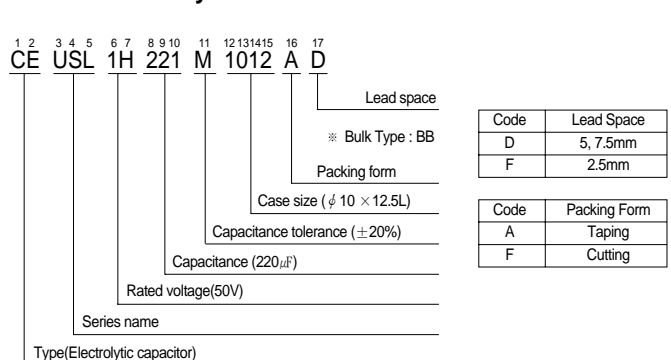 1 2 3 4 5 6 7 8 9 10 11 12 13 14 15 16 17
CE USL 1H 221 M 1012 A D
Lead space
※ Bulk Type : BB
Packing form
Case size (ϕ 10 ×12.5L)
Capacitance tolerance (±20%)
Capacitance (220㎌)
Rated voltage(50V)
Series name
Type(Electrolytic capacitor)
Code Lead Space
D 5, 7.5mm
F 2.5mm
Code Packing Form
A Taping
F Cutting